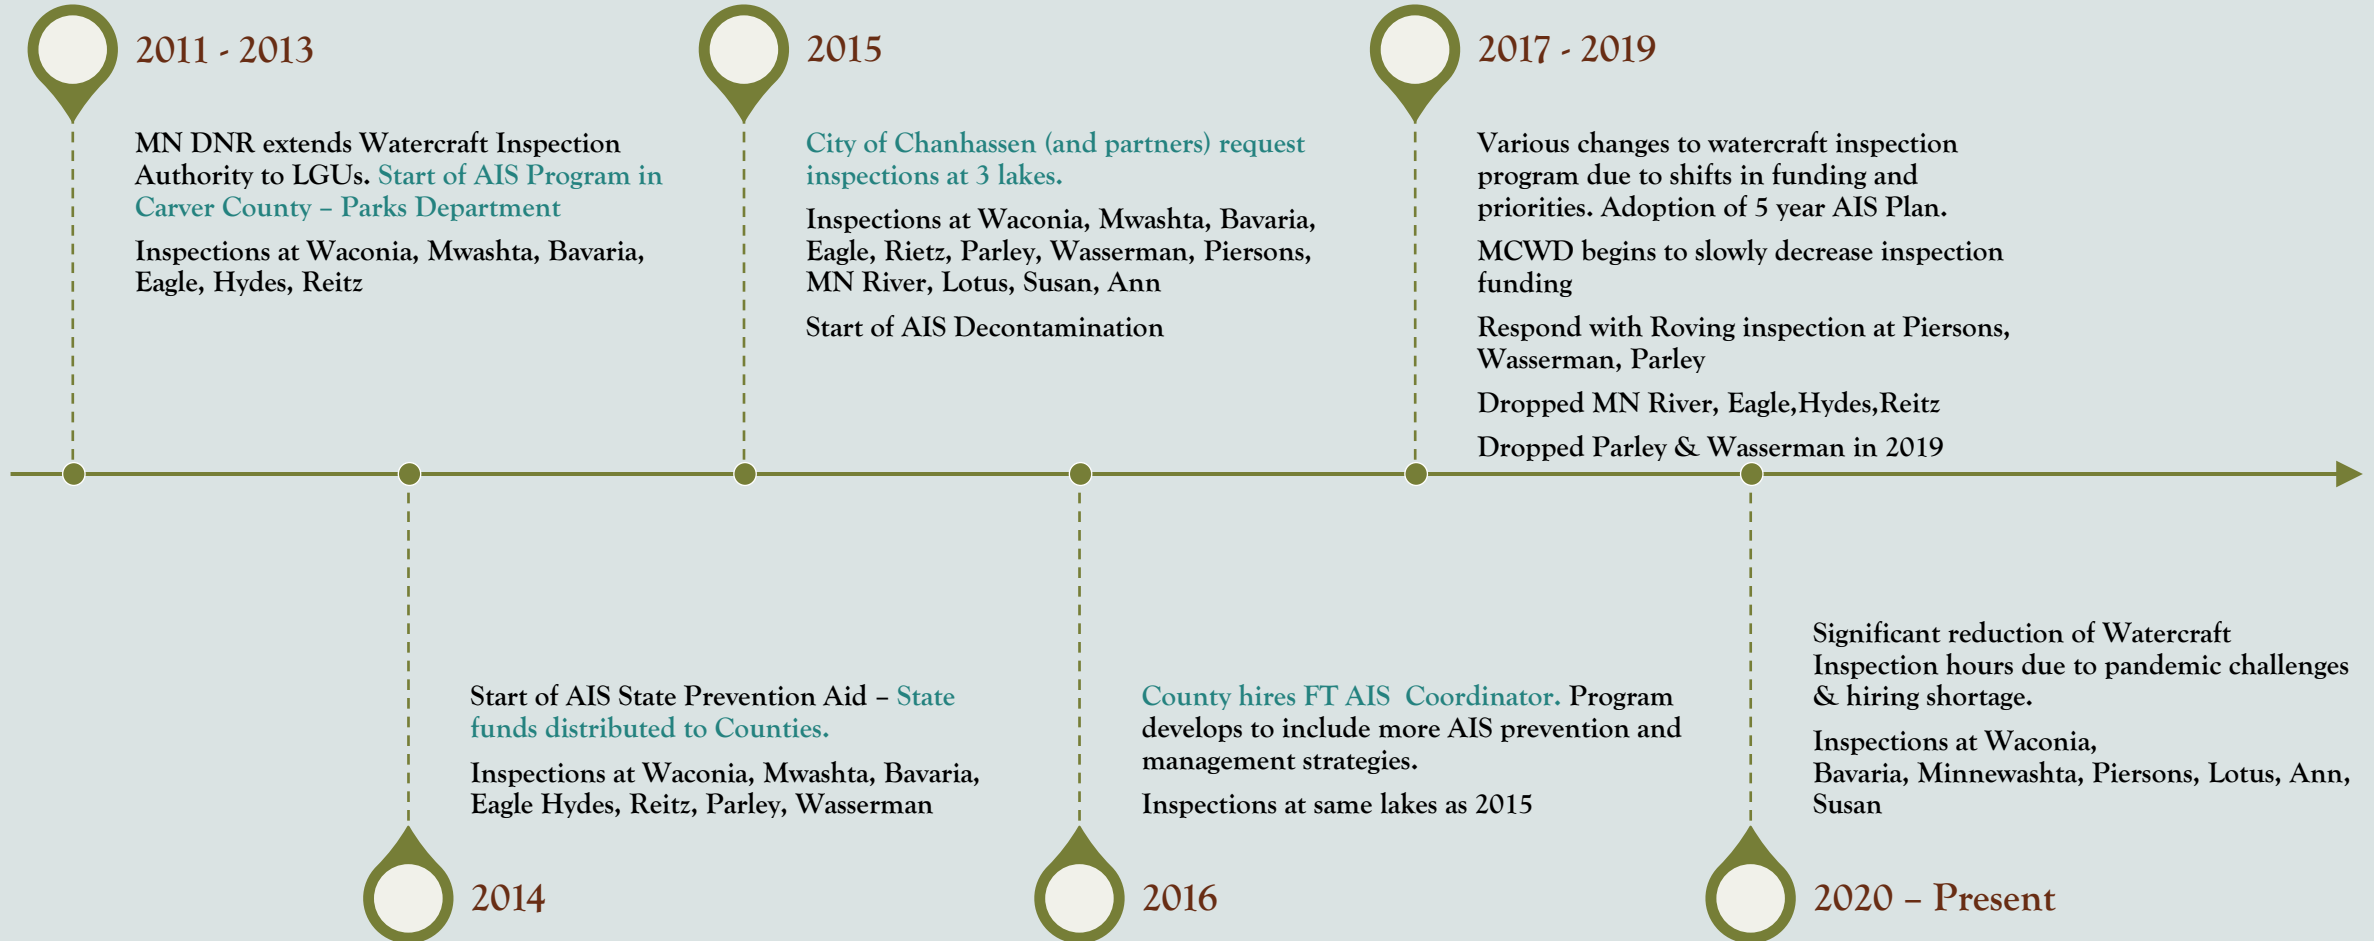 2011 - 2013
MN DNR extends Watercraft Inspection
Authority to LGUs. Start of AIS Program in
Carver County – Parks Department
Inspections at Waconia, Mwashta, Bavaria,
Eagle, Hydes, Reitz
2014
Start of AIS State Prevention Aid – State
funds distributed to Counties.
Inspections at Waconia, Mwashta, Bavaria,
Eagle Hydes, Reitz, Parley, Wasserman
2015
City of Chanhassen (and partners) request
inspections at 3 lakes.
Inspections at Waconia, Mwashta, Bavaria,
Eagle, Rietz, Parley, Wasserman, Piersons,
MN River, Lotus, Susan, Ann
Start of AIS Decontamination
2016
County hires FT AIS  Coordinator. Program
develops to include more AIS prevention and
management strategies.
Inspections at same lakes as 2015
2017 - 2019
Various changes to watercraft inspection
program due to shifts in funding and
priorities. Adoption of 5 year AIS Plan.
MCWD begins to slowly decrease inspection
funding
Respond with Roving inspection at Piersons,
Wasserman, Parley
Dropped MN River, Eagle,Hydes,Reitz
Dropped Parley & Wasserman in 2019
2020 – Present
Significant reduction of Watercraft
Inspection hours due to pandemic challenges
& hiring shortage.
Inspections at Waconia,
Bavaria, Minnewashta, Piersons, Lotus, Ann,
Susan